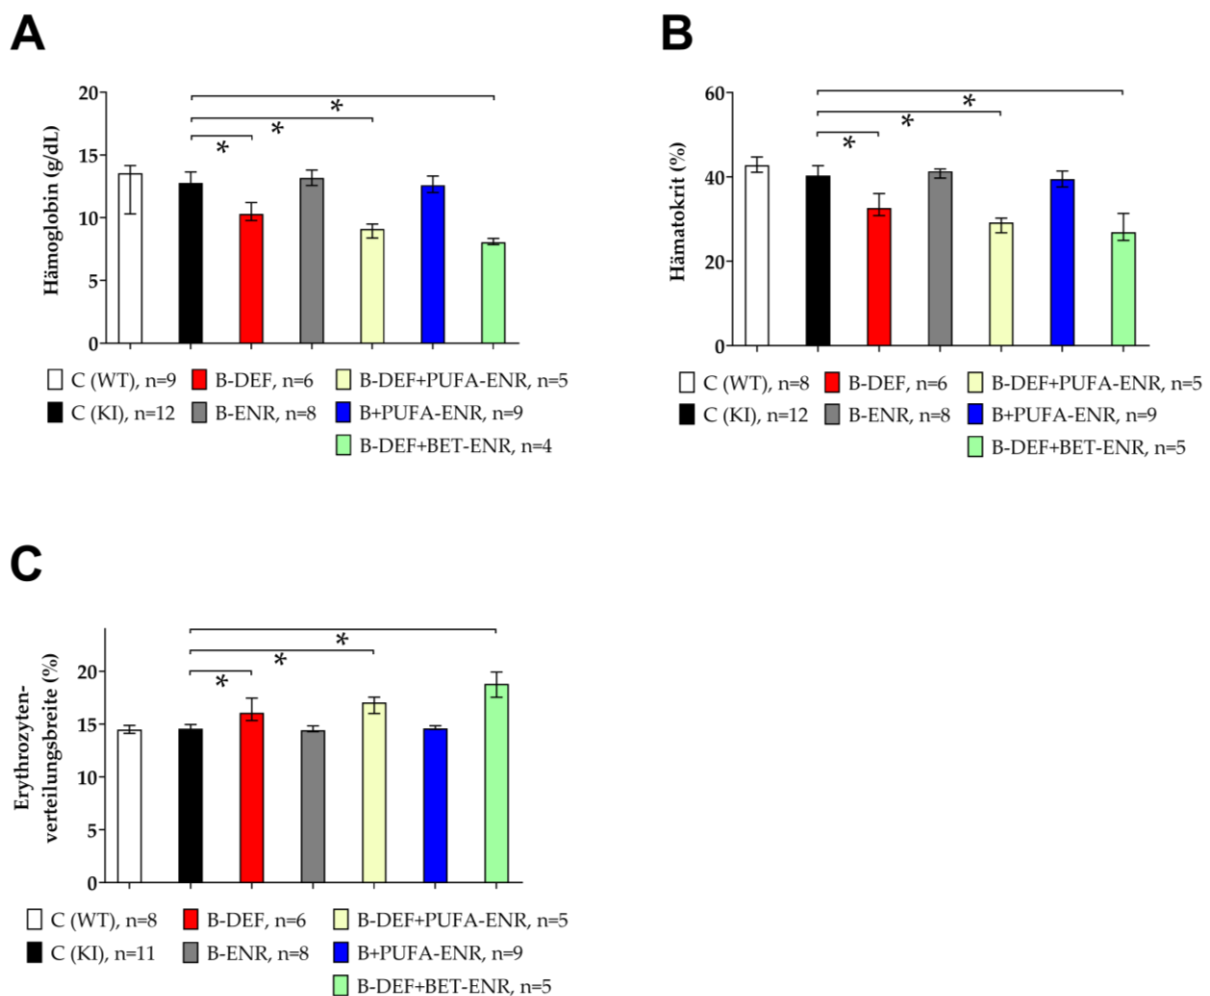 A
Hämoglobin (g/dL)
20
15
10
5
0
*
*
*
C (WT), n=9 B-DEF, n=6 B-DEF+PUFA-ENR, n=5
C (KI), n=12 B-ENR, n=8 B+PUFA-ENR, n=9
B-DEF+BET-ENR, n=4
B
Hämatokrit (%)
60
40
20
0
*
*
*
C (WT), n=8 B-DEF, n=6 B-DEF+PUFA-ENR, n=5
C (KI), n=12 B-ENR, n=8 B+PUFA-ENR, n=9
B-DEF+BET-ENR, n=5
C
Erythrozyten-
verteilungsbreite (%)
20
15
10
5
0
*
*
*
C (WT), n=8 B-DEF, n=6 B-DEF+PUFA-ENR, n=5
C (KI), n=11 B-ENR, n=8 B+PUFA-ENR, n=9
B-DEF+BET-ENR, n=5